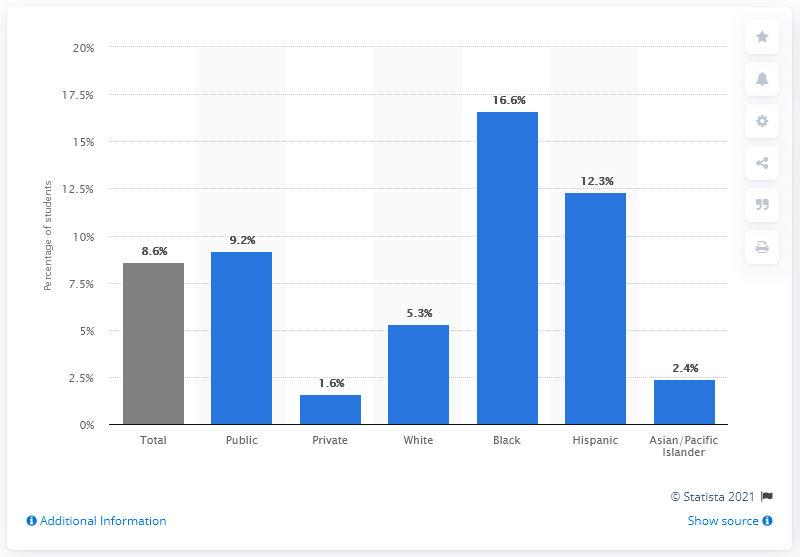 20%
17.5%
15%
12.5%
10%
7.5%
5%
2.5%
0%
Percentage of students
8.6%
9.2%
1.6%
5.3%
16.6%
12.3%
2.4%
Total
Public
Private
White
Black
Hispanic
Asian/Pacific
Islander
© Statista 2021
Additional Information
Show source